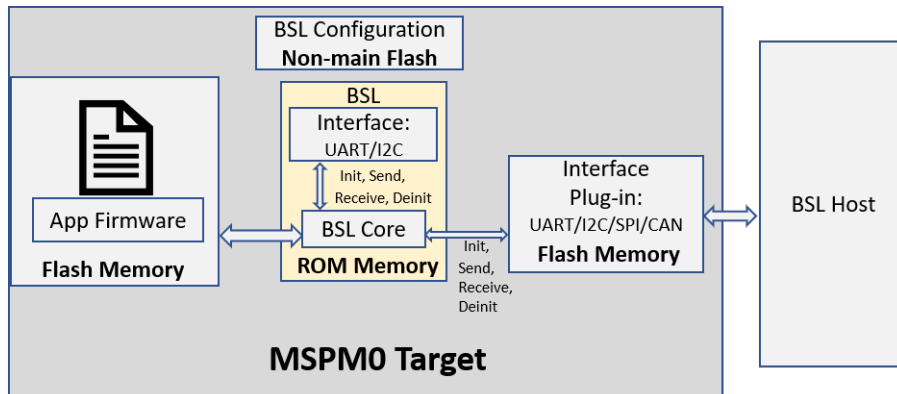 BSL Configuration
Non-main Flash
BSL
Interface:
UART/I2C
Init, Send,
Receive, Deinit
BSL Core
ROM Memory
App Firmware
Flash Memory
Init,
Send,
Receive,
Deinit
Interface
Plug-in:
UART/I2C/SPI/CAN
Flash Memory
BSL Host
MSPM0 Target